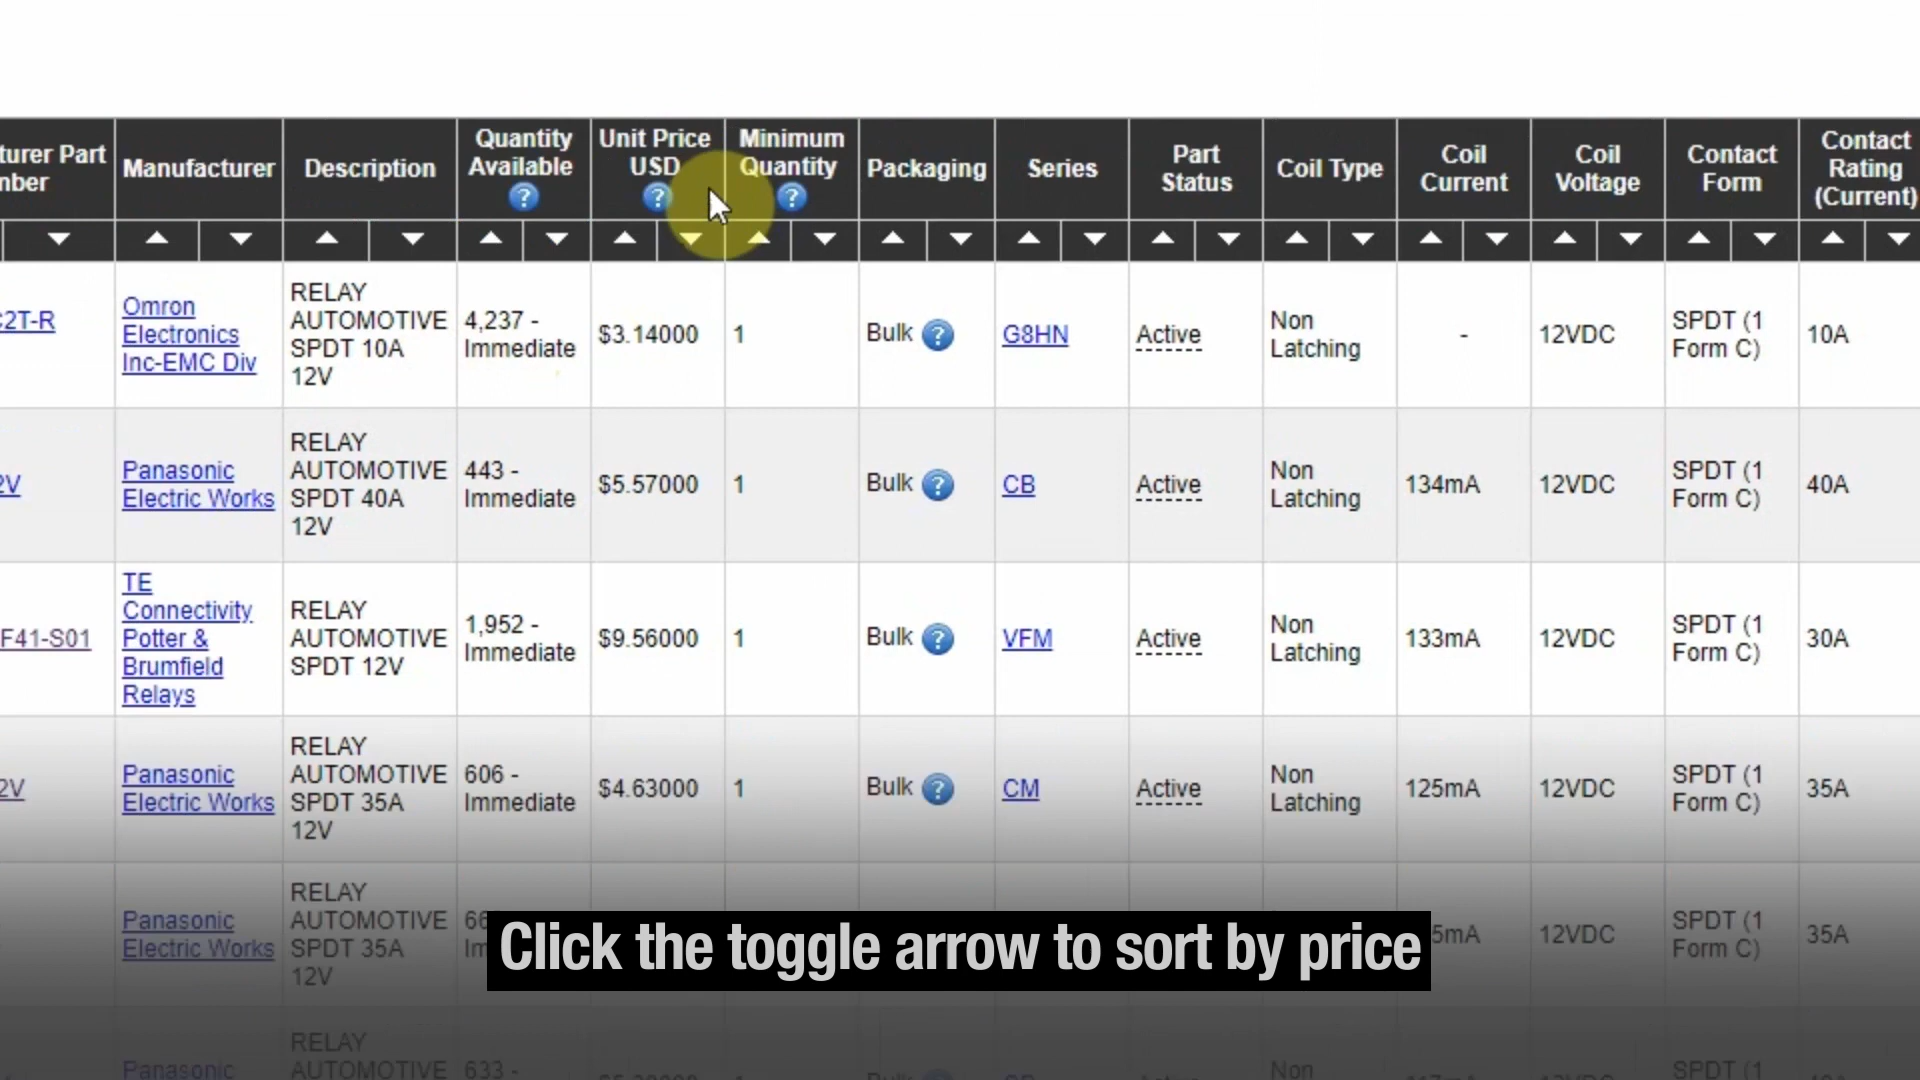 turer Part
nber
Manufacturer
Description
Quantity
Available
?
Unit Price
USD
?
Minimum
Quantity
?
Packaging
Series
Part
Status
Coil Type
Coil
Current
Coil
Voltage
Contact
Form
Contact
Rating
(Current)
C2T-R
Omron
Electronics
Inc-EMC Div
RELAY
AUTOMOTIVE
SPDT 10A
12V
4,237 -
Immediate
$3.14000
1
Bulk ?
G8HN
Active
Non
Latching
-
12VDC
SPDT (1
Form C)
10A
2V
Panasonic
Electric Works
RELAY
AUTOMOTIVE
SPDT 40A
12V
443 -
Immediate
$5.57000
1
Bulk ?
CB
Active
Non
Latching
134mA
12VDC
SPDT (1
Form C)
40A
F41-S01
TE
Connectivity
Potter &
Brumfield
Relays
RELAY
AUTOMOTIVE
SPDT 12V
1,952 -
Immediate
$9.56000
1
Bulk ?
VFM
Active
Non
Latching
133mA
12VDC
SPDT (1
Form C)
30A
2V
Panasonic
Electric Works
RELAY
AUTOMOTIVE
SPDT 35A
12V
606 -
Immediate
$4.63000
1
Bulk ?
CM
Active
Non
Latching
125mA
12VDC
SPDT (1
Form C)
35A
Panasonic
Electric Works
RELAY
AUTOMOTIVE
SPDT 35A
12V
5mA
12VDC
SPDT (1
Form C)
35A
Click the toggle arrow to sort by price
Panasonic
RELAY
AUTOMOTIVE
633 -
Non
SPDT (1